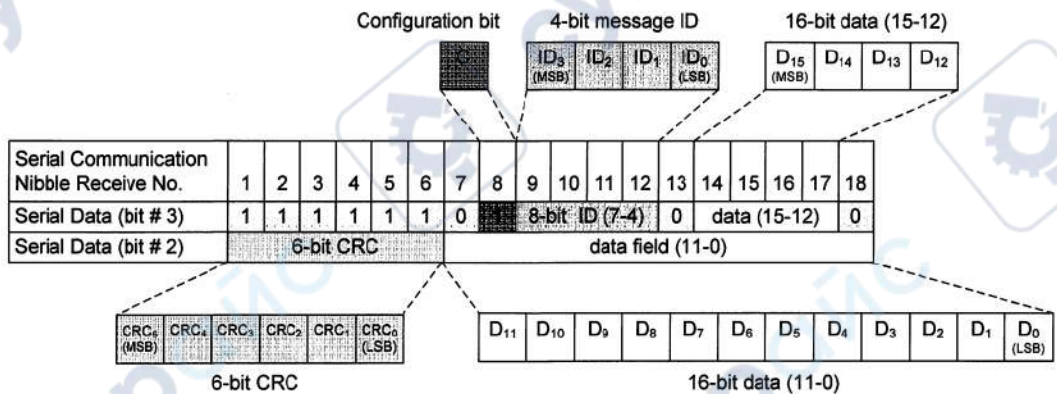 Configuration bit 4-bit message ID 16-bit data (15-12)
C ID3 ID2 ID1 ID0 D15 D14 D13 D12
(MSB) (LSB) (MSB)
Serial Communication
Nibble Receive No. 1 2 3 4 5 6 7 8 9 10 11 12 13 14 15 16 17 18
Serial Data (bit # 3) 1 1 1 1 1 1 0 1 8-bit ID (7-4) 0 data (15-12) 0
Serial Data (bit # 2) 6-bit CRC data field (11-0)
CRC5 CRC4 CRC3 CRC2 CRC1 CRC0 D11 D10 D9 D8 D7 D6 D5 D4 D3 D2 D1 D0
(MSB) (LSB) (LSB)
6-bit CRC 16-bit data (11-0)